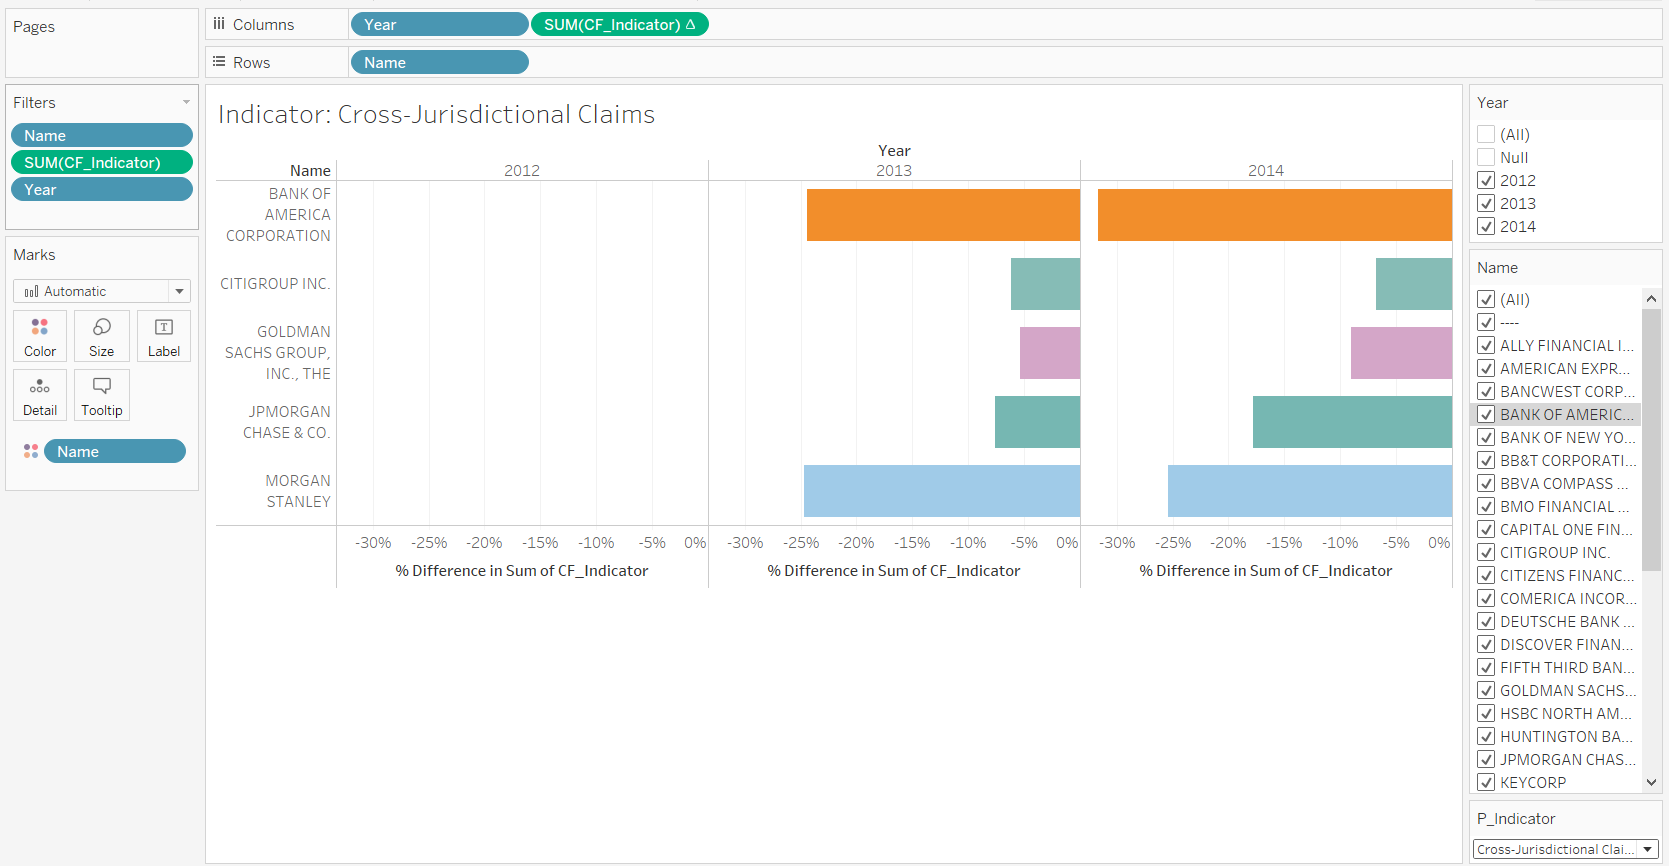 Pages
Columns
Year
SUM(CF_Indicator) Δ
Rows
Name
Filters
Name
SUM(CF_Indicator)
Year
Marks
Automatic
Color
Size
Label
Detail
Tooltip
Name
Indicator: Cross-Jurisdictional Claims
Year
Name
2012
2013
2014
BANK OF
AMERICA
CORPORATION
CITIGROUP INC.
GOLDMAN
SACHS GROUP,
INC., THE
JPMORGAN
CHASE & CO.
MORGAN
STANLEY
-30% -25% -20% -15% -10% -5% 0%
-30% -25% -20% -15% -10% -5% 0%
-30% -25% -20% -15% -10% -5% 0%
% Difference in Sum of CF_Indicator
% Difference in Sum of CF_Indicator
% Difference in Sum of CF_Indicator
Year
(All)
Null
2012
2013
2014
Name
(All)
----
ALLY FINANCIAL I...
AMERICAN EXPR...
BANCWEST CORP...
BANK OF AMERIC...
BANK OF NEW YO...
BB&T CORPORATI...
BBVA COMPASS ...
BMO FINANCIAL ...
CAPITAL ONE FIN...
CITIGROUP INC.
CITIZENS FINANC...
COMERICA INCOR...
DEUTSCHE BANK ...
DISCOVER FINAN...
FIFTH THIRD BAN...
GOLDMAN SACHS...
HSBC NORTH AM...
HUNTINGTON BA...
JPMORGAN CHAS...
KEYCORP
P_Indicator
Cross-Jurisdictional Clai...